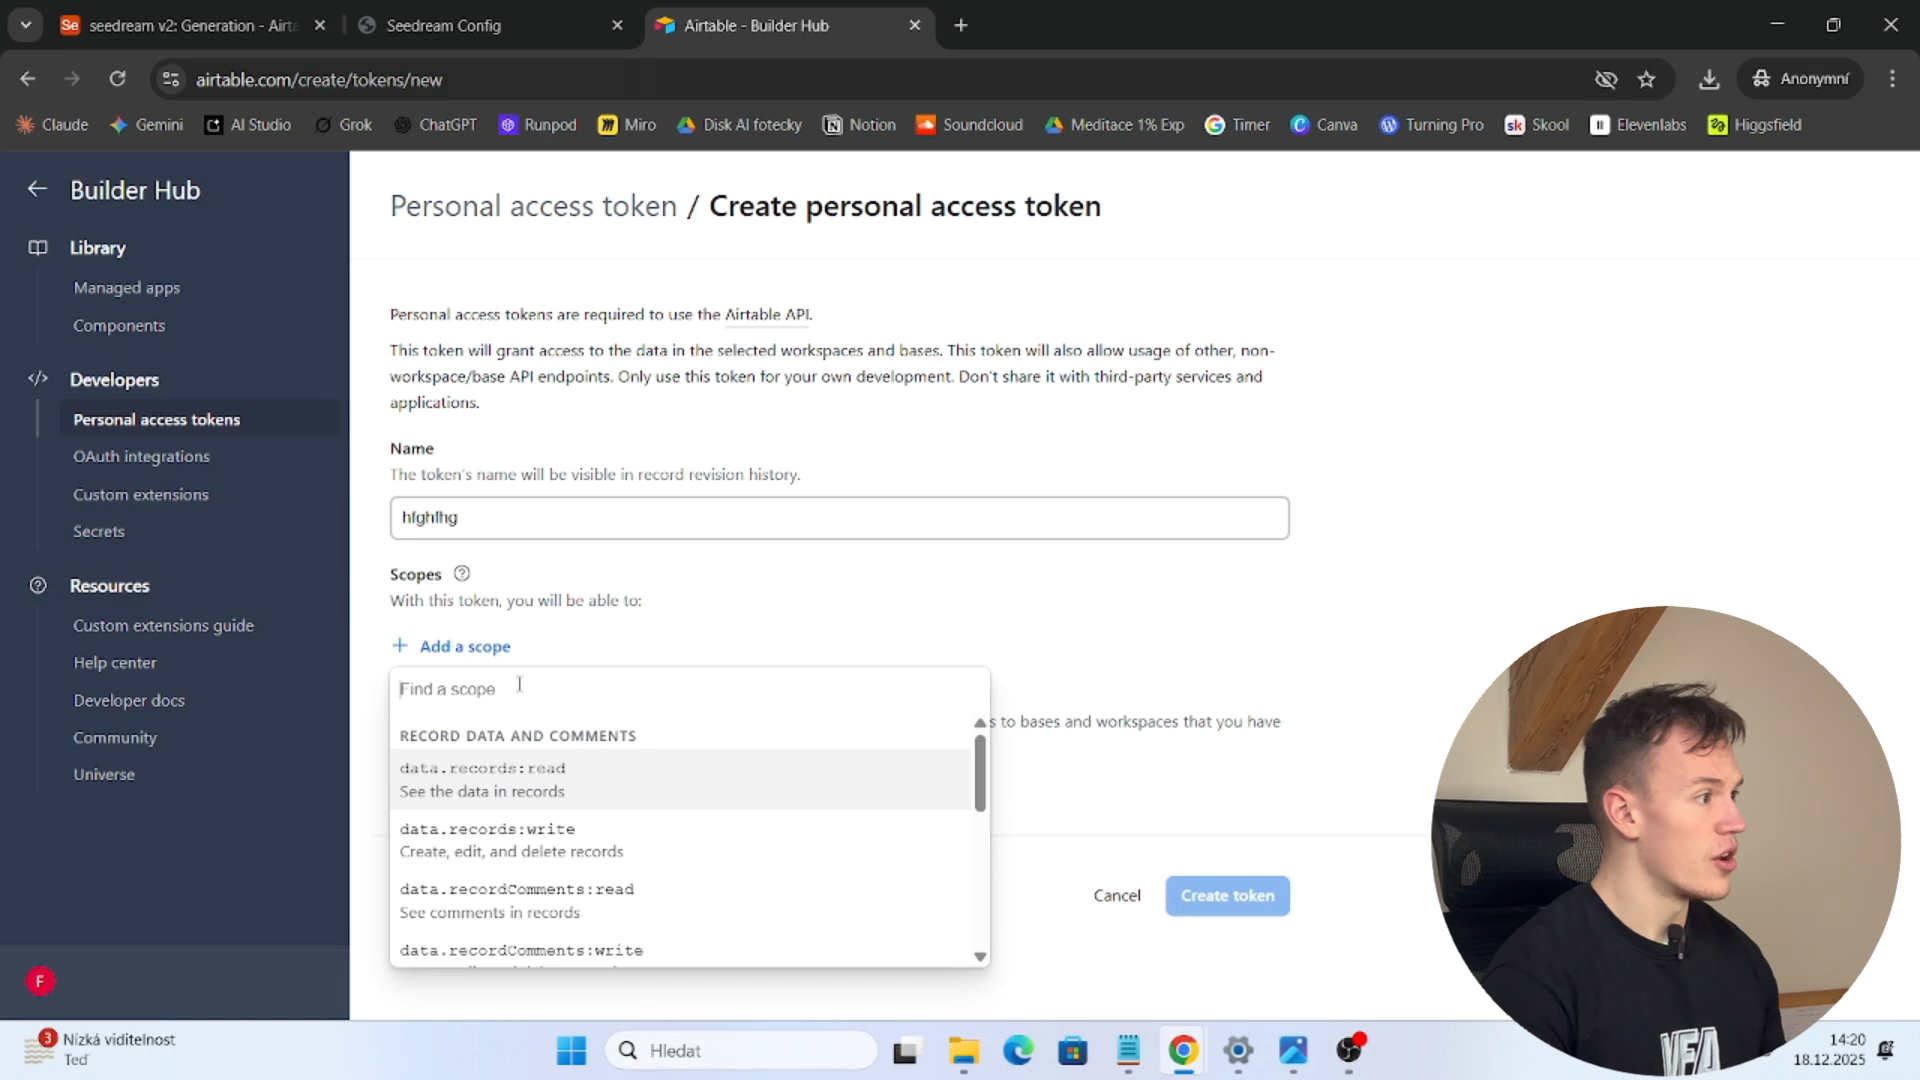 Se seedream v2: Generation - Airta
Seedream Config
Airtable - Builder Hub
airtable.com/create/tokens/new
Anonymní
Claude
Gemini
AI Studio
Grok
ChatGPT
Runpod
Miro
Disk AI fotecky
Notion
Soundcloud
Meditace 1% Exp
Timer
Canva
Turning Pro
sk Skool
Elevenlabs
Higgsfield
Builder Hub
Library
Managed apps
Components
Developers
Personal access tokens
OAuth integrations
Custom extensions
Secrets
Resources
Custom extensions guide
Help center
Developer docs
Community
Universe
F
Personal access token / Create personal access token
Personal access tokens are required to use the Airtable API.
This token will grant access to the data in the selected workspaces and bases. This token will also allow usage of other, non-
workspace/base API endpoints. Only use this token for your own development. Don't share it with third-party services and
applications.
Name
The token's name will be visible in record revision history.
hfghfhg
Scopes
With this token, you will be able to:
+ Add a scope
Find a scope
RECORD DATA AND COMMENTS
s to bases and workspaces that you have
data.records:read
See the data in records
data.records:write
Create, edit, and delete records
data.recordComments:read
See comments in records
data.recordComments:write
Cancel
Create token
3
Nízká viditelnost
Teď
Hledat
14:20
18.12.2025